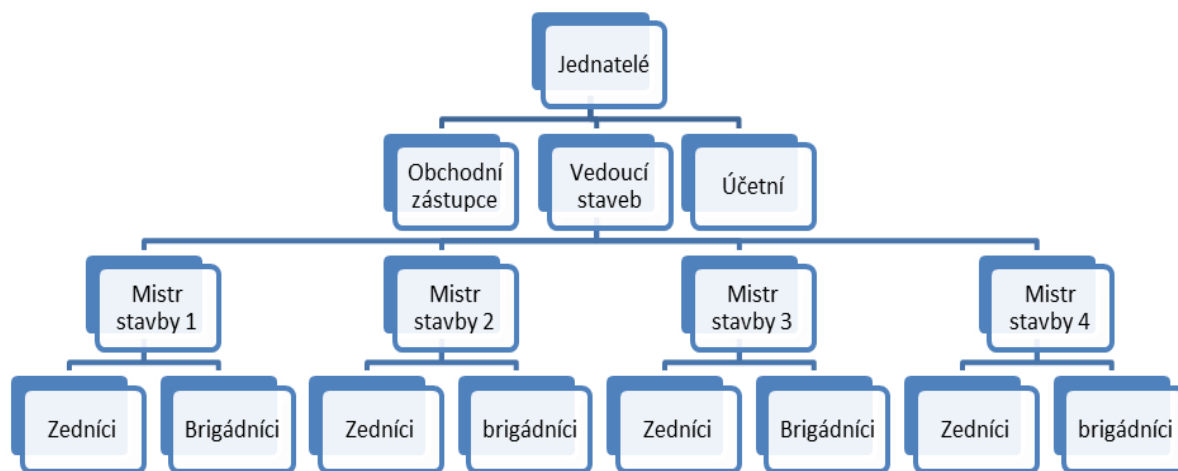 Jednatelé
Obchodní
zástupce
Vedoucí
staveb
Účetní
Mistr
stavby 1
Mistr
stavby 2
Mistr
stavby 3
Mistr
stavby 4
Zedníci
Brigádníci
Zedníci
brigádníci
Zedníci
Brigádníci
Zedníci
brigádníci